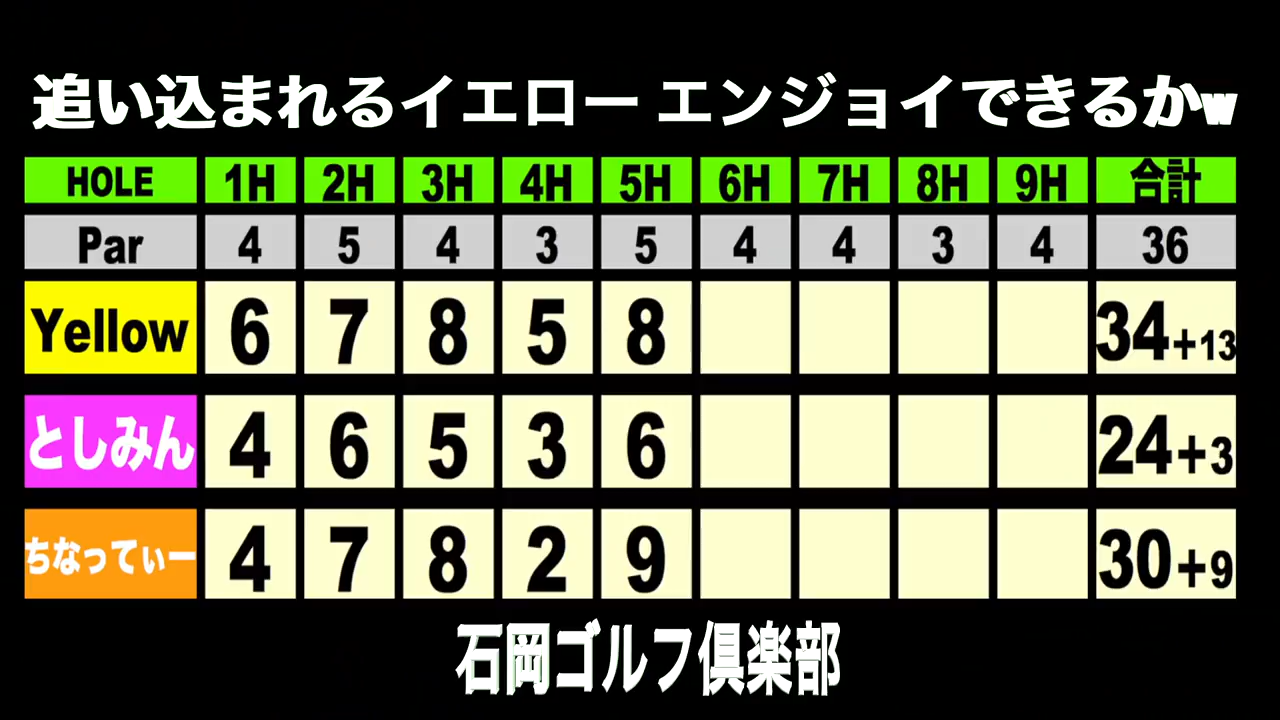 追い込まれるイエロー エンジョイできるかw
HOLE 1H 2H 3H 4H 5H 6H 7H 8H 9H 合計
Par 4 5 4 3 5 4 4 3 4 36
Yellow 6 7 8 5 8 34+13
としみん 4 6 5 3 6 24+3
ちなってぃー 4 7 8 2 9 30+9
石岡ゴルフ倶楽部